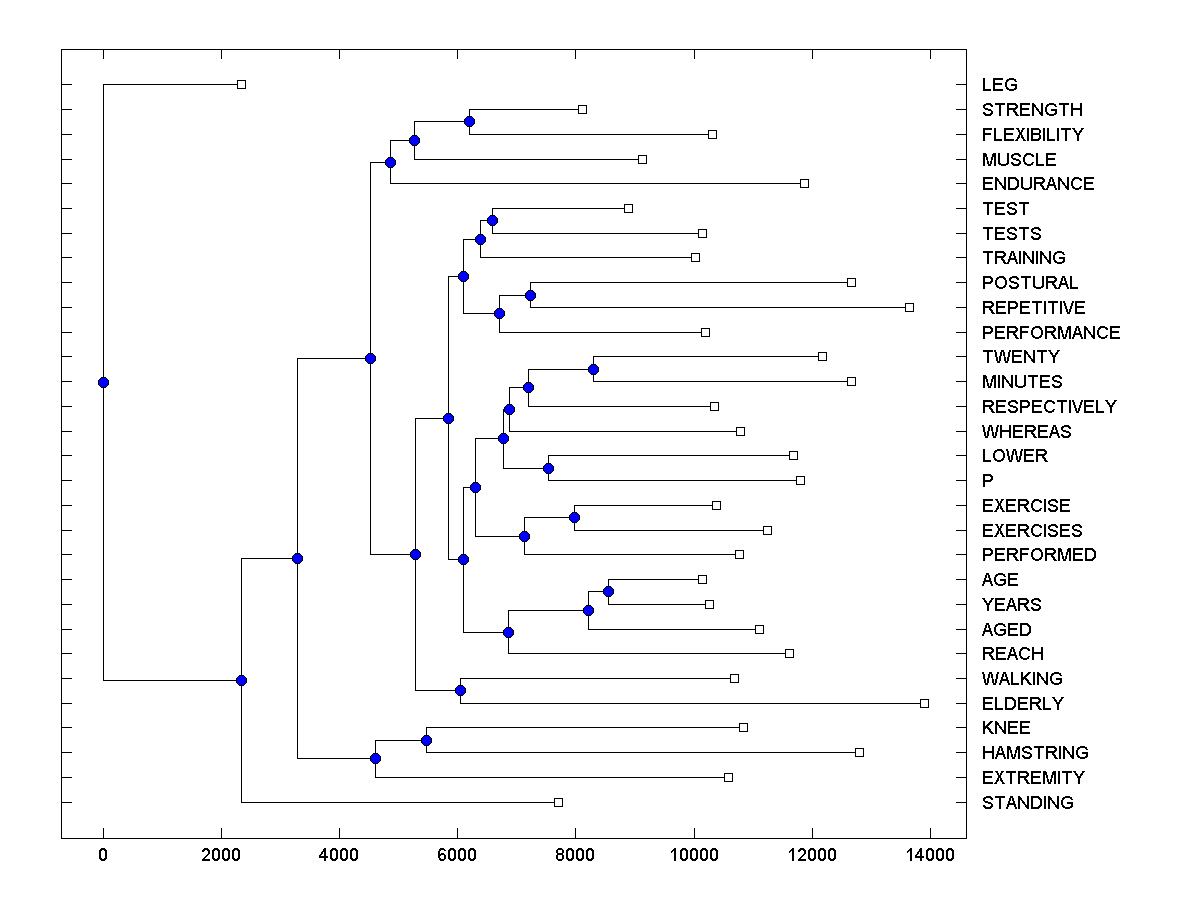 LEG
STRENGTH
FLEXIBILITY
MUSCLE
ENDURANCE
TEST
TESTS
TRAINING
POSTURAL
REPETITIVE
PERFORMANCE
TWENTY
MINUTES
RESPECTIVELY
WHEREAS
LOWER
P
EXERCISE
EXERCISES
PERFORMED
AGE
YEARS
AGED
REACH
WALKING
ELDERLY
KNEE
HAMSTRING
EXTREMITY
STANDING
0 2000 4000 6000 8000 10000 12000 14000